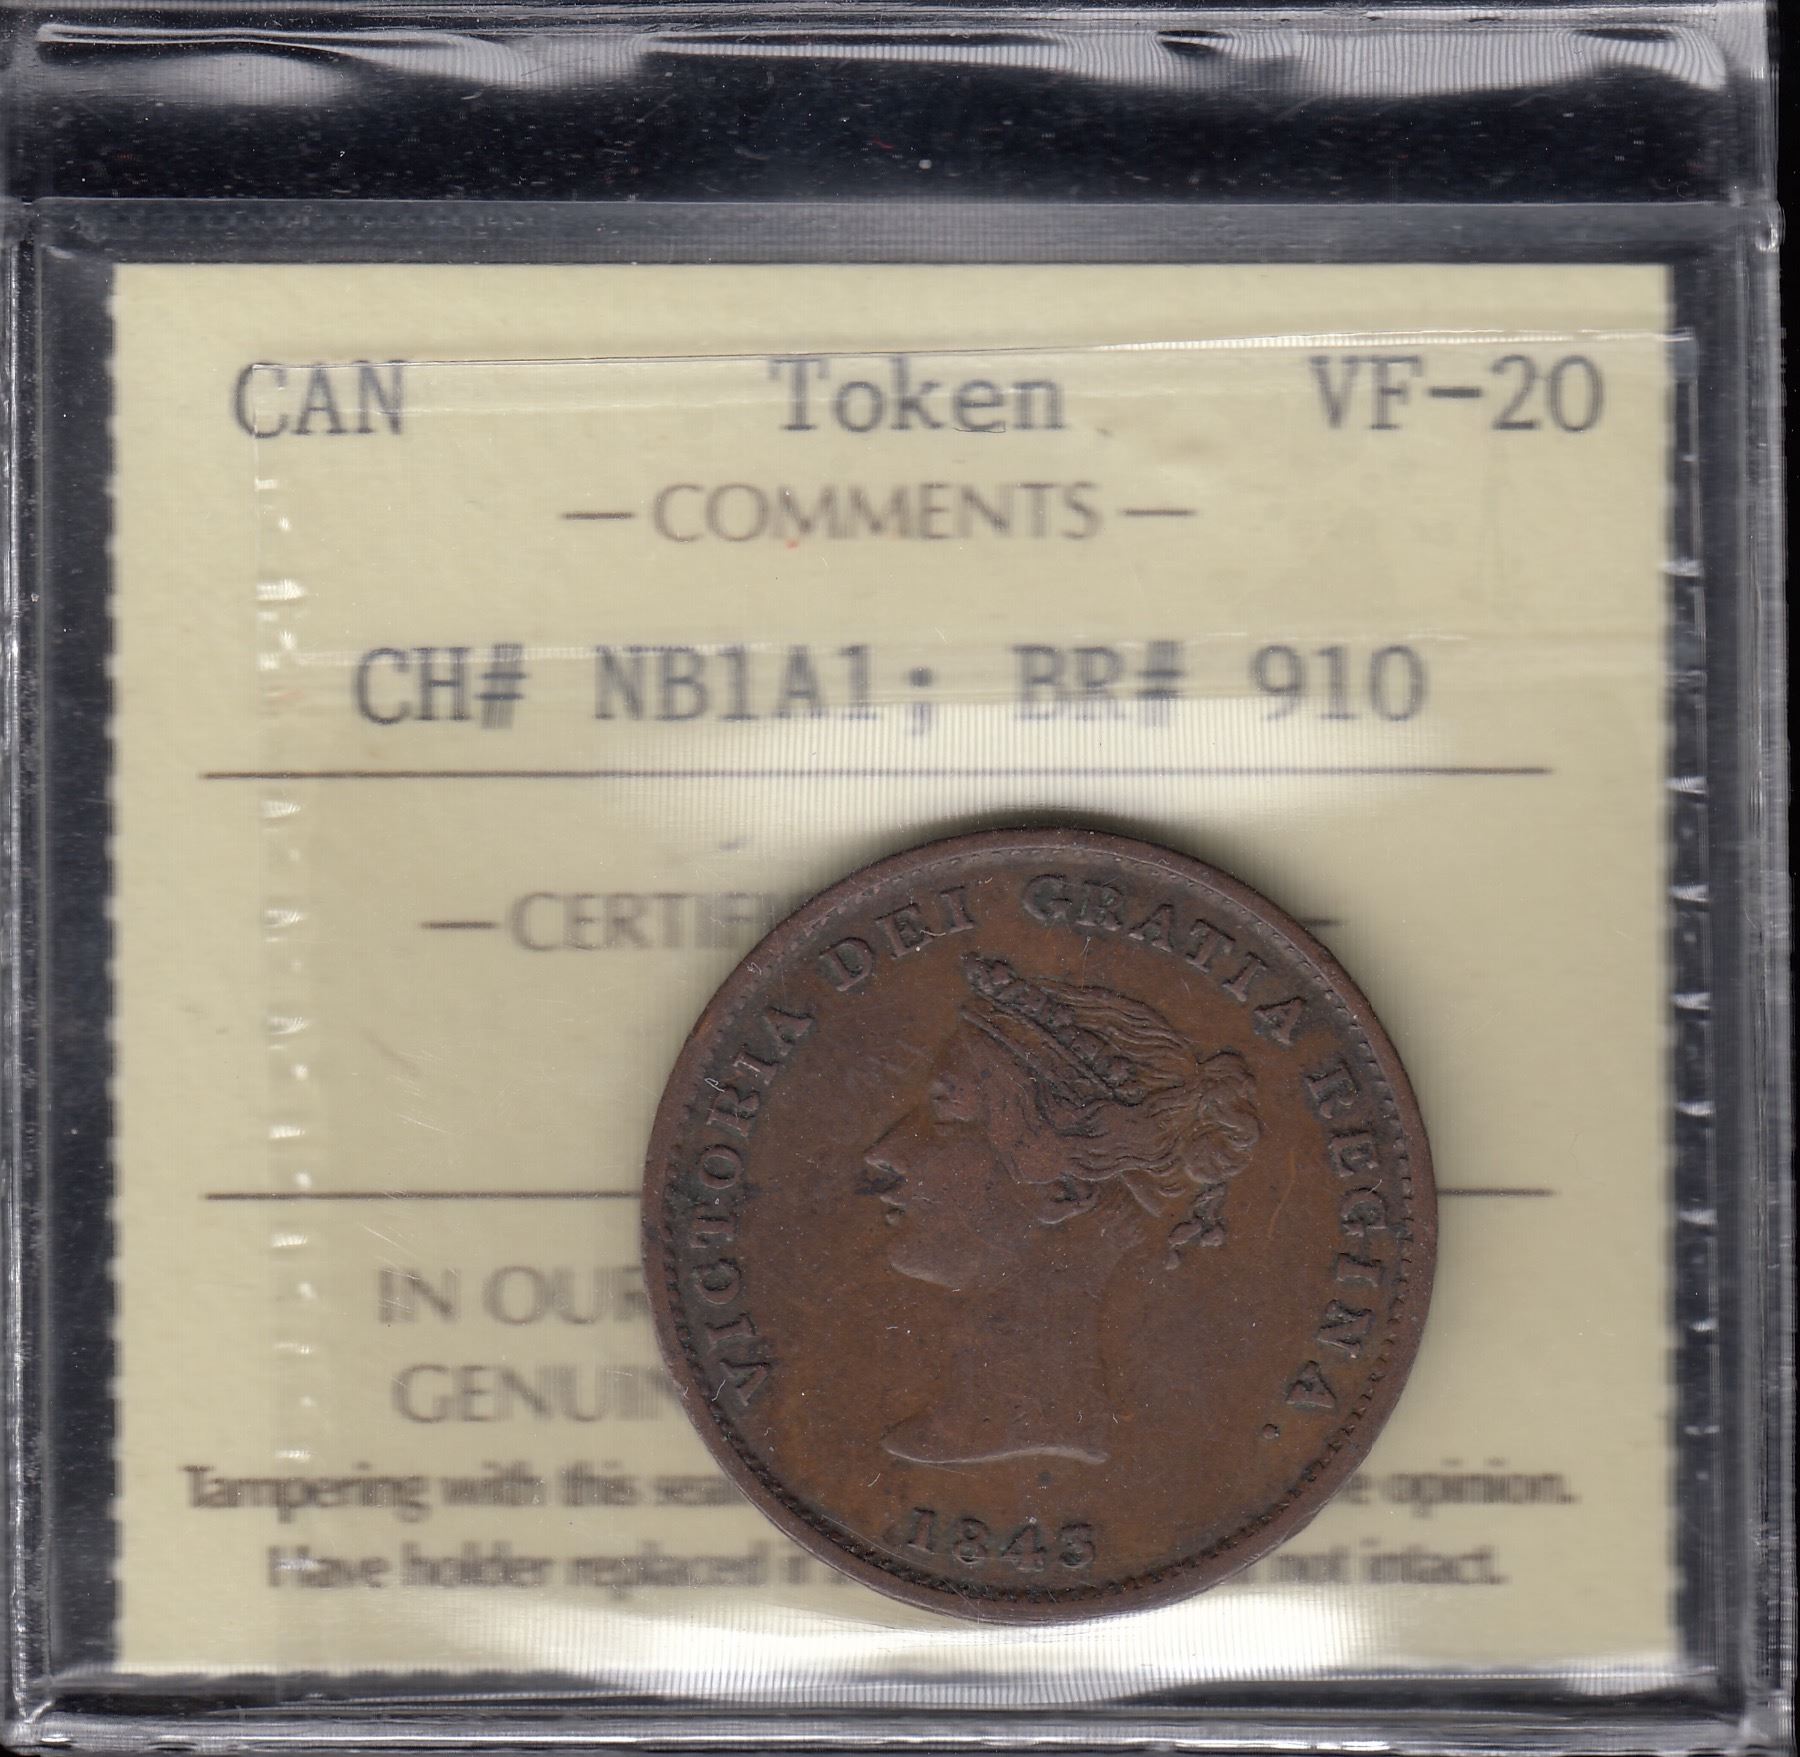 CAN Token VF-20
— COMMENTS —
CH# NB1A1; BR# 910
— CERTIF —
IN OUR
GENUIN
Tampering with this sea e opinion.
Have holder replaced i not intact.
VICTORIA DEI GRATIA REGINA.
1843